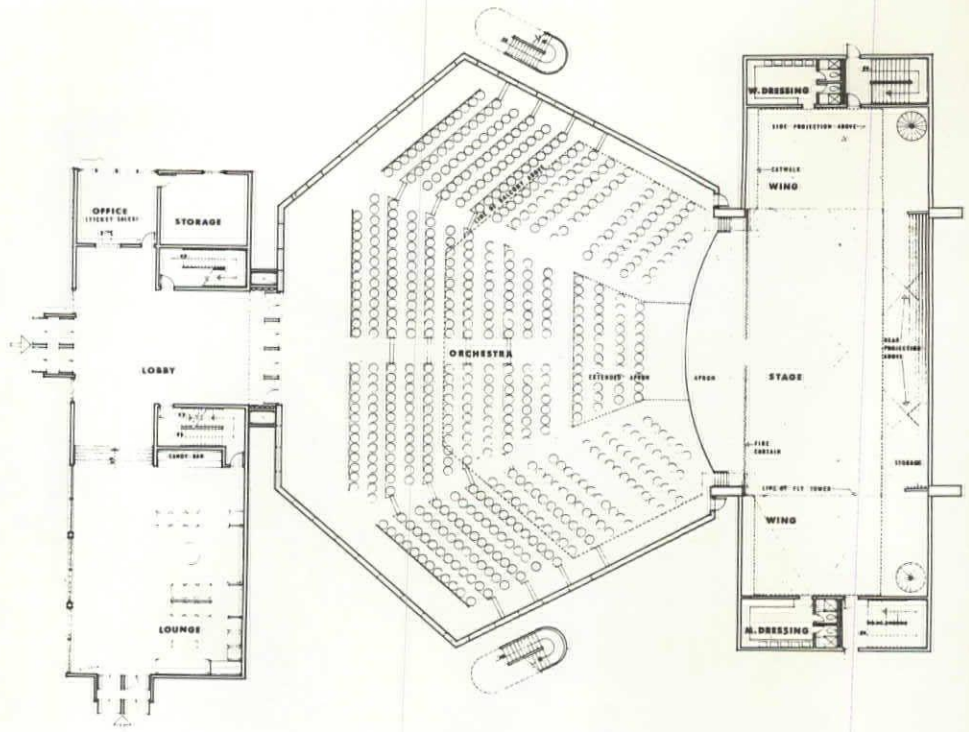 W. DRESSING
SIDE PROJECTION ABOVE
CATWALK
WING
OFFICE
(TICKET SALES)
STORAGE
LINE OF BALCONY ABOVE
LOBBY
ORCHESTRA
EXTENDED APRON
APRON
STAGE
REAR
PROJECTION
ABOVE
FIRE
CURTAIN
CANDY BAR
STORAGE
LINE OF FLY TOWER
WING
LOUNGE
M. DRESSING